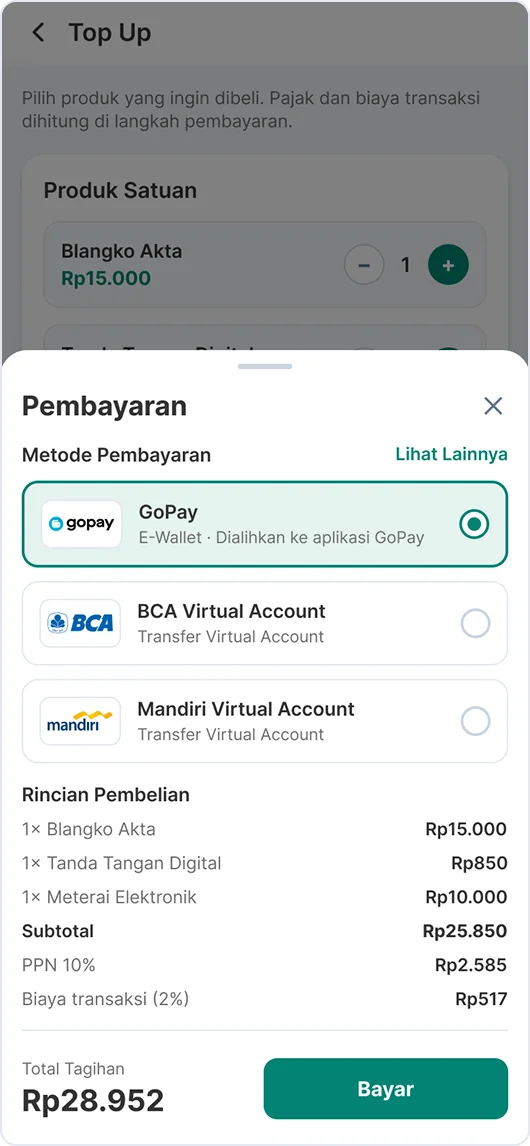 Top Up
Pilih produk yang ingin dibeli. Pajak dan biaya transaksi
dihitung di langkah pembayaran.
Produk Satuan
Blangko Akta
Rp15.000
− 1 +
Pembayaran
Metode Pembayaran
Lihat Lainnya
gopay
GoPay
E-Wallet · Dialihkan ke aplikasi GoPay
BCA
BCA Virtual Account
Transfer Virtual Account
mandiri
Mandiri Virtual Account
Transfer Virtual Account
Rincian Pembelian
1× Blangko Akta Rp15.000
1× Tanda Tangan Digital Rp850
1× Meterai Elektronik Rp10.000
Subtotal Rp25.850
PPN 10% Rp2.585
Biaya transaksi (2%) Rp517
Total Tagihan
Rp28.952
Bayar